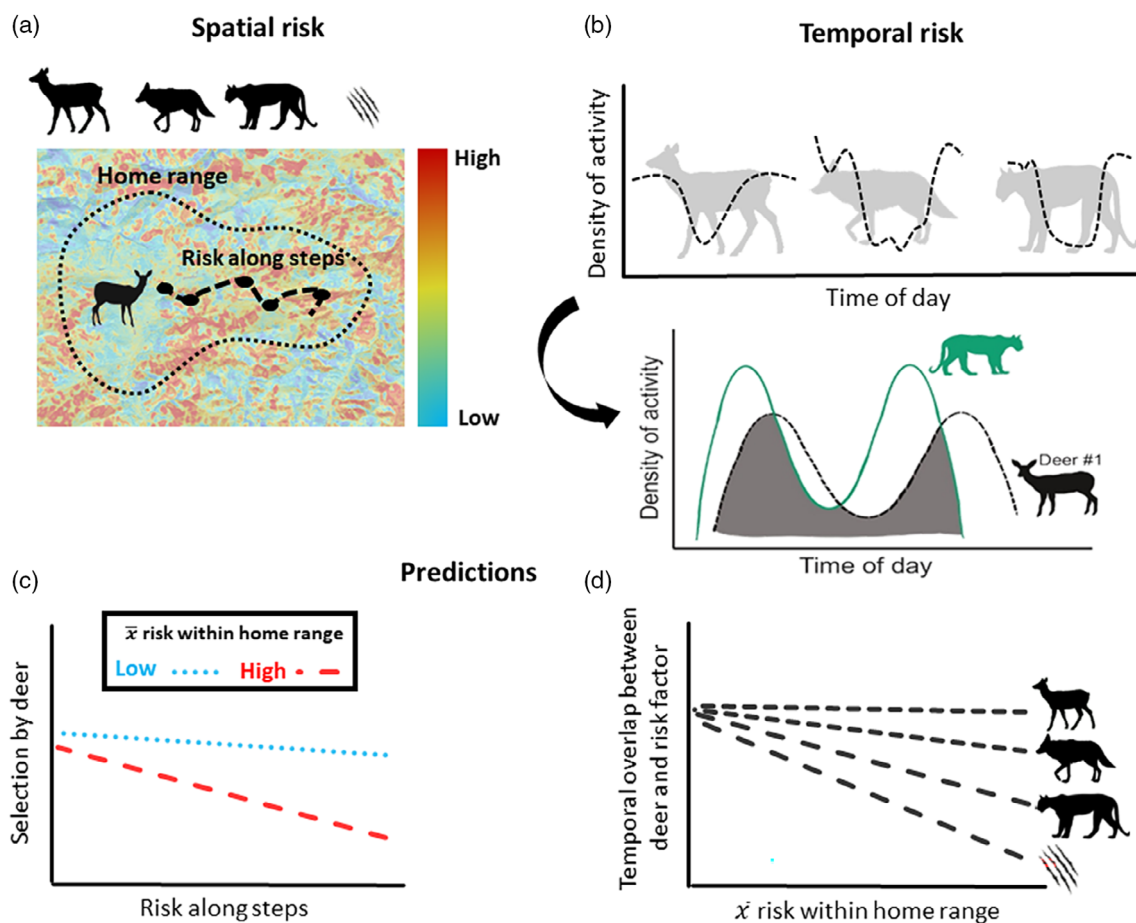 (a)
Spatial risk
High
Home range
Risk along steps
Low
(b)
Temporal risk
Density of activity
Time of day
Density of activity
Deer #1
Time of day
Predictions
(c)
x̅ risk within home range
Low
High
Selection by deer
Risk along steps
(d)
Temporal overlap between
deer and risk factor
x̅ risk within home range